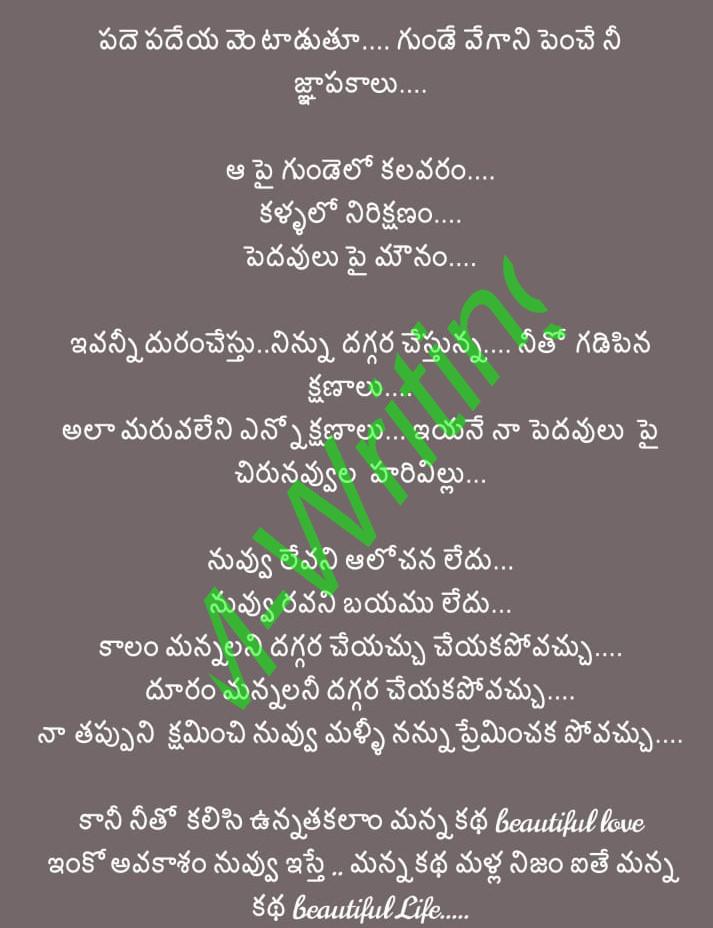 పదె పదేయ వెంటాడుతూ.... గుండే వేగాని పెంచే నీ
జ్ఞాపకాలు....
ఆ పై గుండెలో కలవరం....
కళ్ళలో నిరిక్షణం....
పెదవులు పై మౌనం....
ఇవన్నీ దురంచేస్తు..నిన్ను దగ్గర చేస్తున్న.... నీతో గడిపిన
క్షణాలు....
అలా మరువలేని ఎన్నో క్షణాలు... ఇయనే నా పెదవులు పై
చిరునవ్వుల హరివిల్లు...
నువ్వు లేవని ఆలోచన లేదు...
నువ్వు రవని బయము లేదు...
కాలం మన్నలని దగ్గర చేయచ్చు చేయకపోవచ్చు....
దూరం మన్నలనీ దగ్గర చేయకపోవచ్చు....
నా తప్పుని క్షమించి నువ్వు మళ్ళీ నన్ను ప్రేమించక పోవచ్చు....
కానీ నీతో కలిసి ఉన్నతకలాం మన్న కథ beautiful love
ఇంకో అవకాశం నువ్వు ఇస్తే .. మన్న కథ మళ్ల నిజం ఐతే మన్న
కథ beautiful Life.....
M-Writing